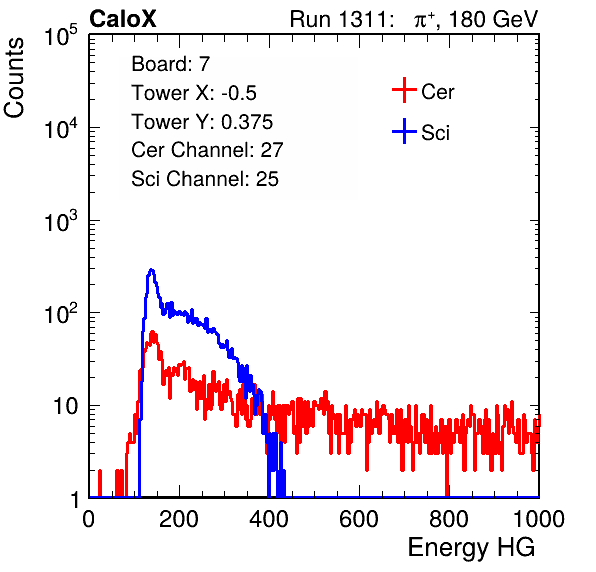 CaloX Run 1311: π⁺, 180 GeV
Board: 7
Tower X: -0.5
Tower Y: 0.375
Cer Channel: 27
Sci Channel: 25
Cer
Sci
Counts
10⁵
10⁴
10³
10²
10
1
0 200 400 600 800 1000
Energy HG